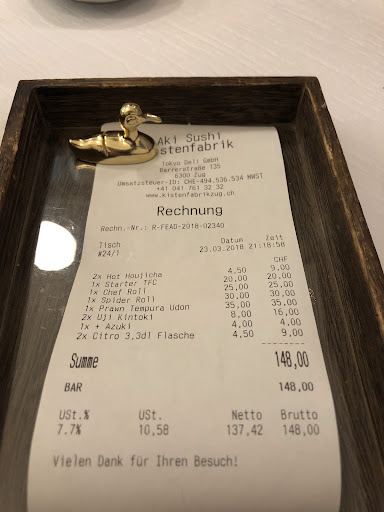 Aki Sushi
stenfabrik
Tokyo Deli GmbH
6300 Zug
Umsatzsteuer-ID: CHE-494.536.534 MWST
+41 041 761 32 32
www.kistenfabrikzug.ch
Rechnung
Rechn.-Nr.: R-FEAD-2018-02340
Tisch Datum Zeit
#24/1 23.03.2018 21:18:58
CHF
2x Hot Houjicha 4,50 9,00
1x Starter TFC 20,00 20,00
1x Chef Roll 25,00 25,00
1x Spider Roll 30,00 30,00
1x Prawn Tempura Udon 35,00 35,00
2x Uji Kintoki 8,00 16,00
1x + Azuki 4,00 4,00
2x Citro 3,3dl Flasche 4,50 9,00
Summe 148,00
BAR 148,00
USt.% USt. Netto Brutto
7.7% 10,58 137,42 148,00
Vielen Dank für Ihren Besuch!